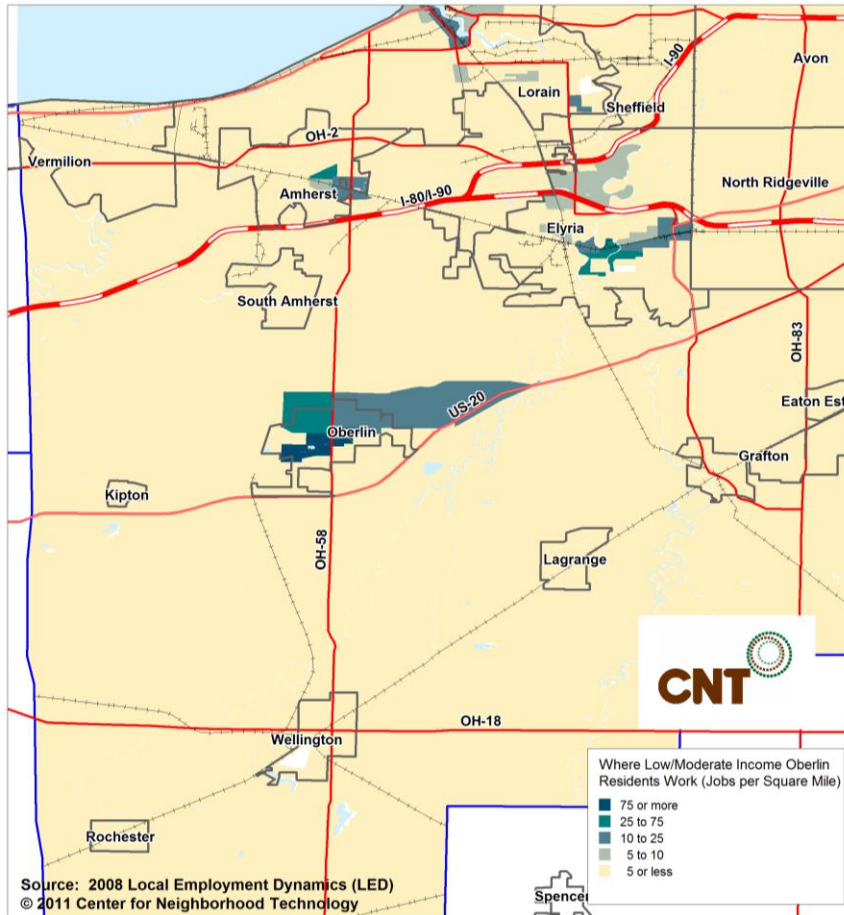 I-90
Avon
Lorain
Sheffield
OH-2
Vermilion
Amherst
I-80/I-90
North Ridgeville
Elyria
South Amherst
OH-83
US-20
Eaton Est
Oberlin
Grafton
Kipton
OH-58
Lagrange
CNT
OH-18
Wellington
Where Low/Moderate Income Oberlin
Residents Work (Jobs per Square Mile)
75 or more
25 to 75
10 to 25
5 to 10
5 or less
Rochester
Source: 2008 Local Employment Dynamics (LED)
© 2011 Center for Neighborhood Technology
Spencer